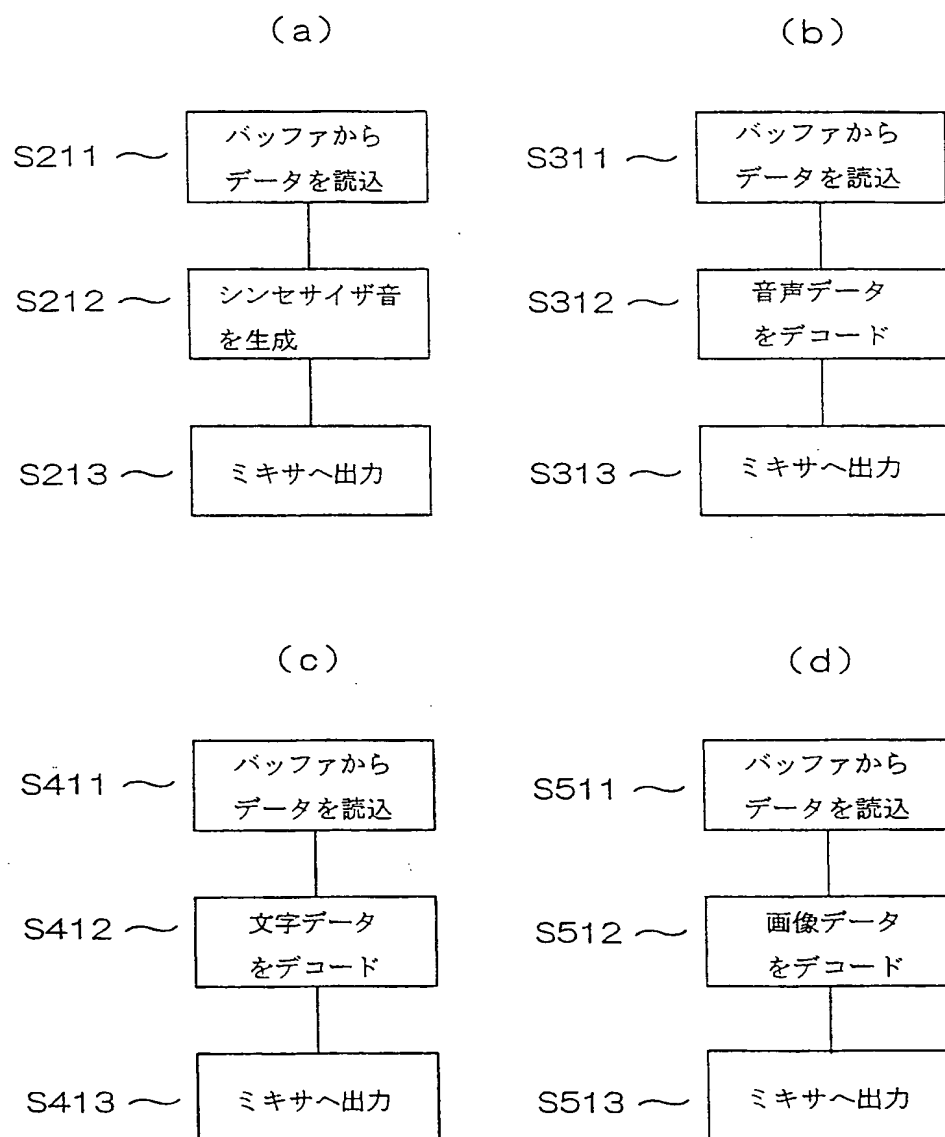 (a)
S211
バッファから
データを読込
S212
シンセサイザ音
を生成
S213
ミキサへ出力
(b)
S311
バッファから
データを読込
S312
音声データ
をデコード
S313
ミキサへ出力
(c)
S411
バッファから
データを読込
S412
文字データ
をデコード
S413
ミキサへ出力
(d)
S511
バッファから
データを読込
S512
画像データ
をデコード
S513
ミキサへ出力